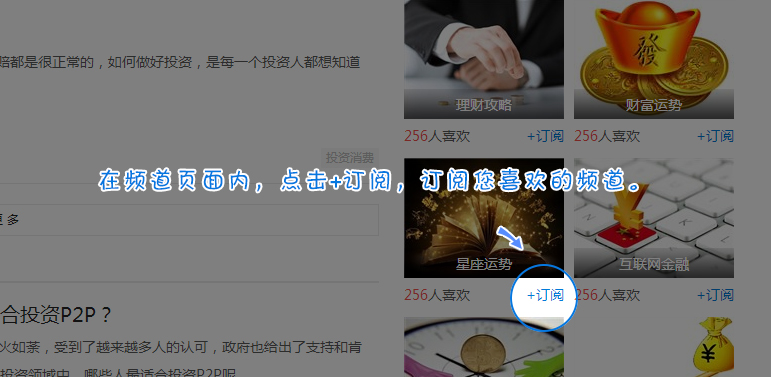 赔都是很正常的，如何做好投资，是每一个投资人都想知道
投资消费
在频道页面内，点击+订阅，订阅您喜欢的频道。
更多
合投资P2P？
火如荼，受到了越来越多人的认可，政府也给出了支持和肯
投资领域中，哪些人最适合投资P2P呢
理财攻略
256人喜欢 +订阅
發
财富运势
256人喜欢 +订阅
星座运势
256人喜欢 +订阅
互联网金融
256人喜欢 +订阅
¥